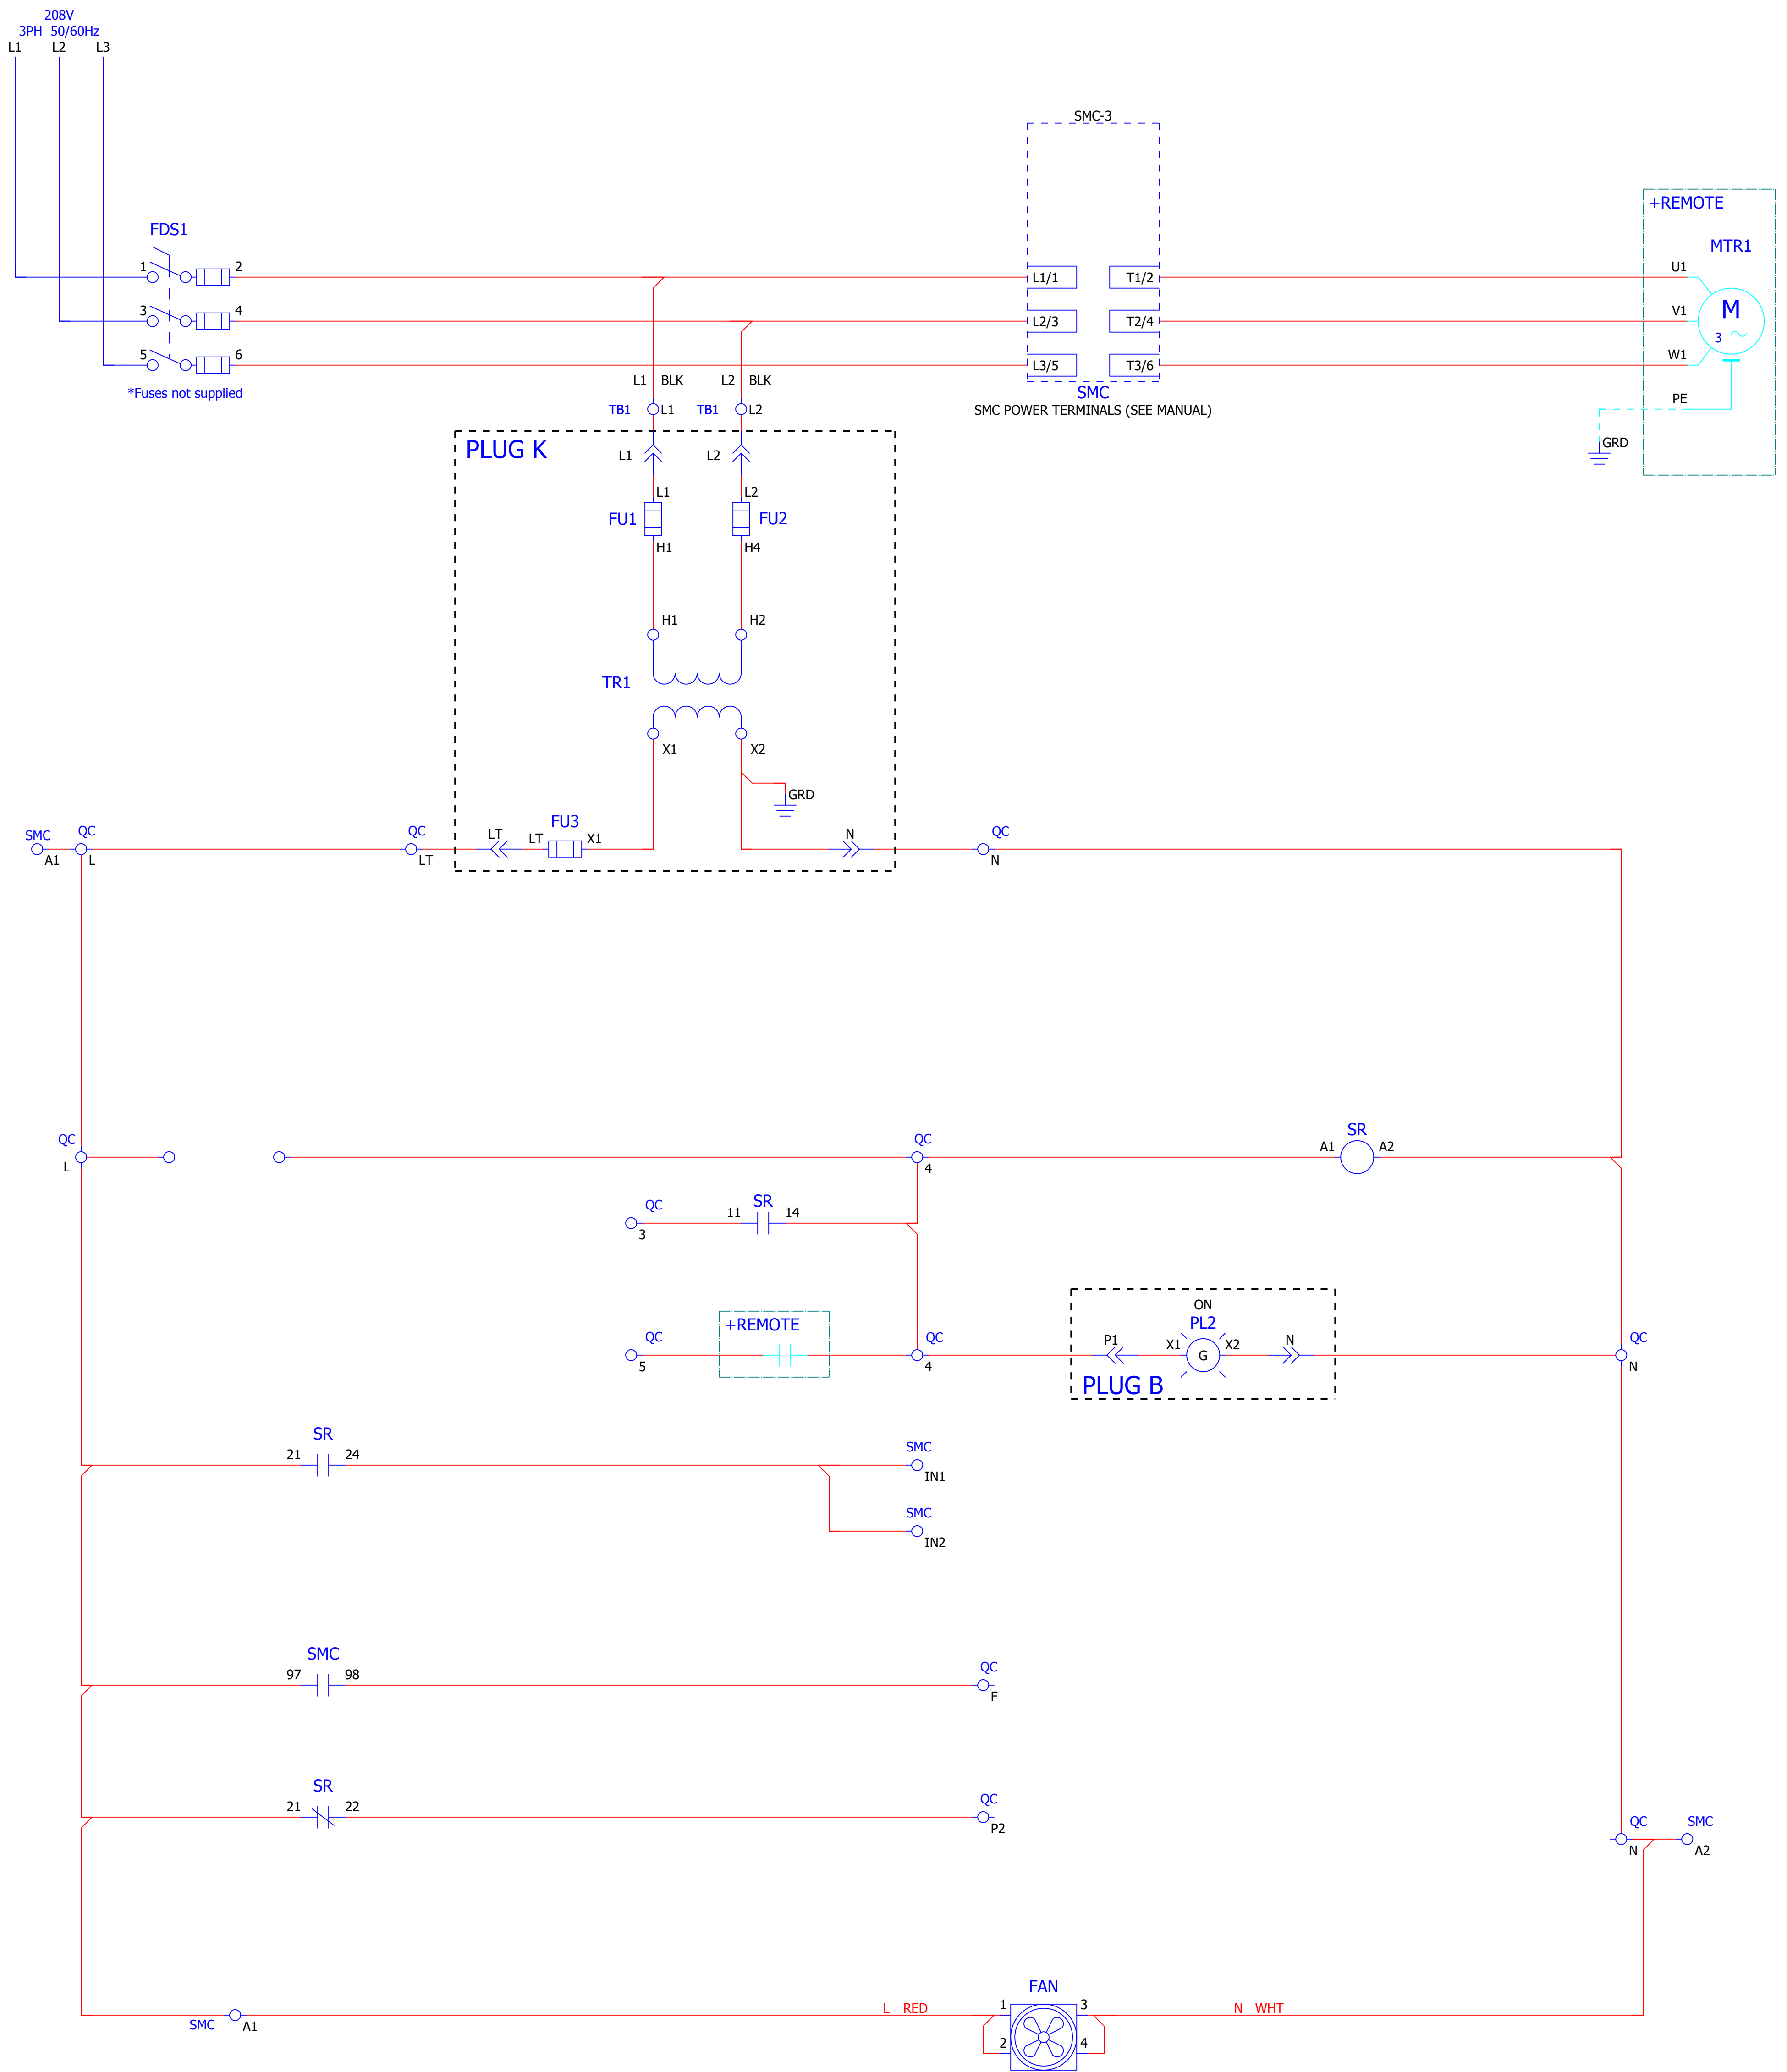 208V
3PH 50/60Hz
L1 L2 L3
SMC-3
+REMOTE
FDS1
MTR1
1 2 L1/1 T1/2 U1
3 4 L2/3 T2/4 V1
M
3
5 6 L3/5 T3/6 W1
*Fuses not supplied
L1 BLK L2 BLK
SMC
PE
TB1 L1 TB1 L2
SMC POWER TERMINALS (SEE MANUAL)
GRD
PLUG K
L1 L2
L1 L2
FU1 FU2
H1 H4
H1 H2
TR1
X1 X2
GRD
SMC QC QC LT LT FU3 X1 N QC
A1 L LT N
QC QC SR
A1 A2
L 4
QC SR
11 14
3
ON
+REMOTE PL2
QC QC P1 X1 X2 N QC
G
5 4 N
PLUG B
SR SMC
21 24
IN1
SMC
IN2
SMC QC
97 98
F
SR QC
21 22
P2
QC SMC
N A2
FAN
L RED 1 3 N WHT
SMC A1
2 4